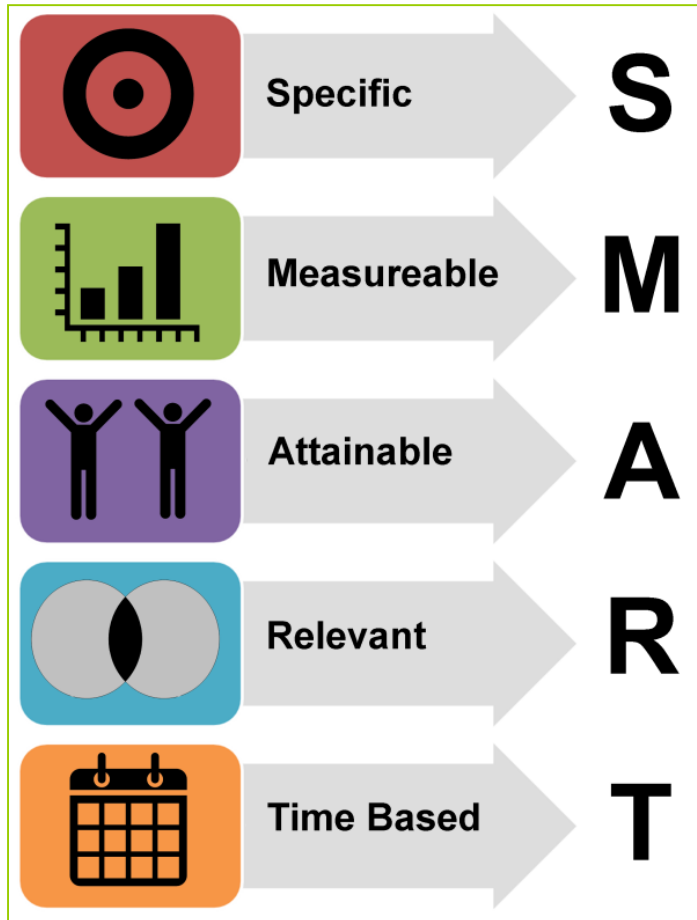 Specific S
Measureable M
Attainable A
Relevant R
Time Based T